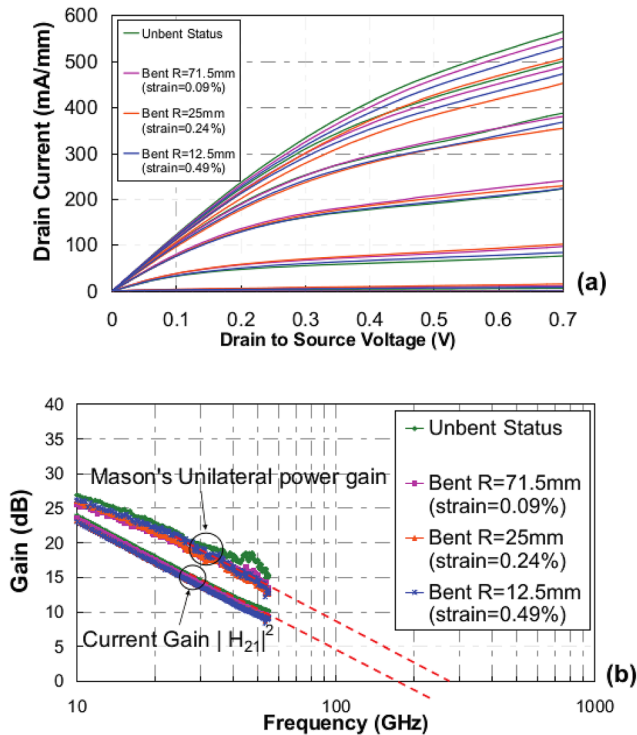 600
500
400
300
200
100
0
Drain Current (mA/mm)
Unbent Status
Bent R=71.5mm
(strain=0.09%)
Bent R=25mm
(strain=0.24%)
Bent R=12.5mm
(strain=0.49%)
0 0.1 0.2 0.3 0.4 0.5 0.6 0.7
Drain to Source Voltage (V)
(a)
40
35
30
25
20
15
10
5
0
Gain (dB)
Mason's Unilateral power gain
Current Gain | H21|2
Unbent Status
Bent R=71.5mm
(strain=0.09%)
Bent R=25mm
(strain=0.24%)
Bent R=12.5mm
(strain=0.49%)
10 100 1000
Frequency (GHz)
(b)